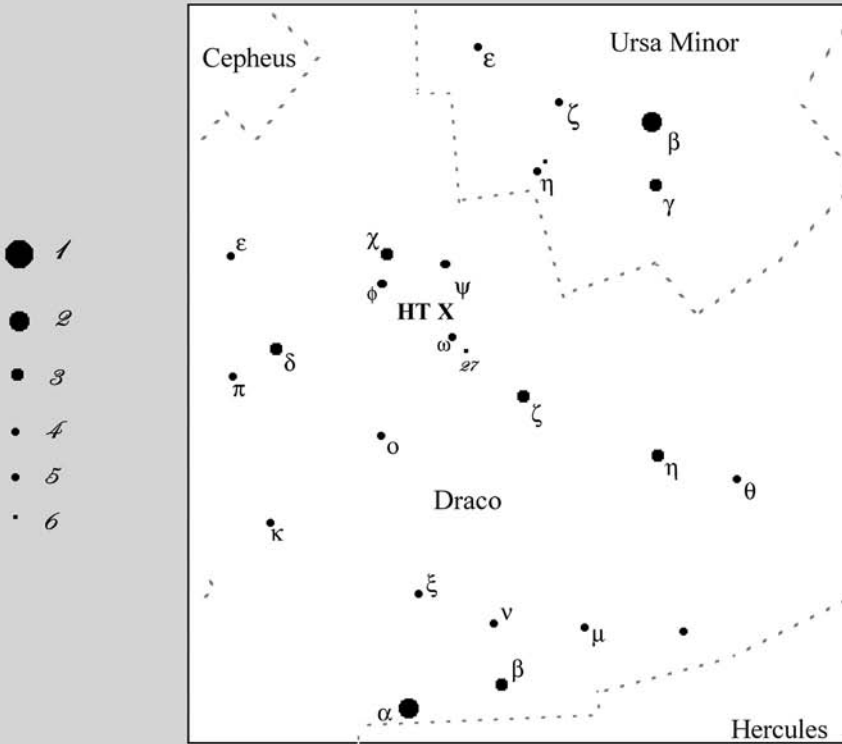 Cepheus
Ursa Minor
ε
ζ
β
η
γ
1
ε
χ
ψ
ϕ
HT X
2
ω
27
δ
3
π
ζ
4
ο
η
5
θ
Draco
6
κ
ξ
ν
μ
β
α
Hercules